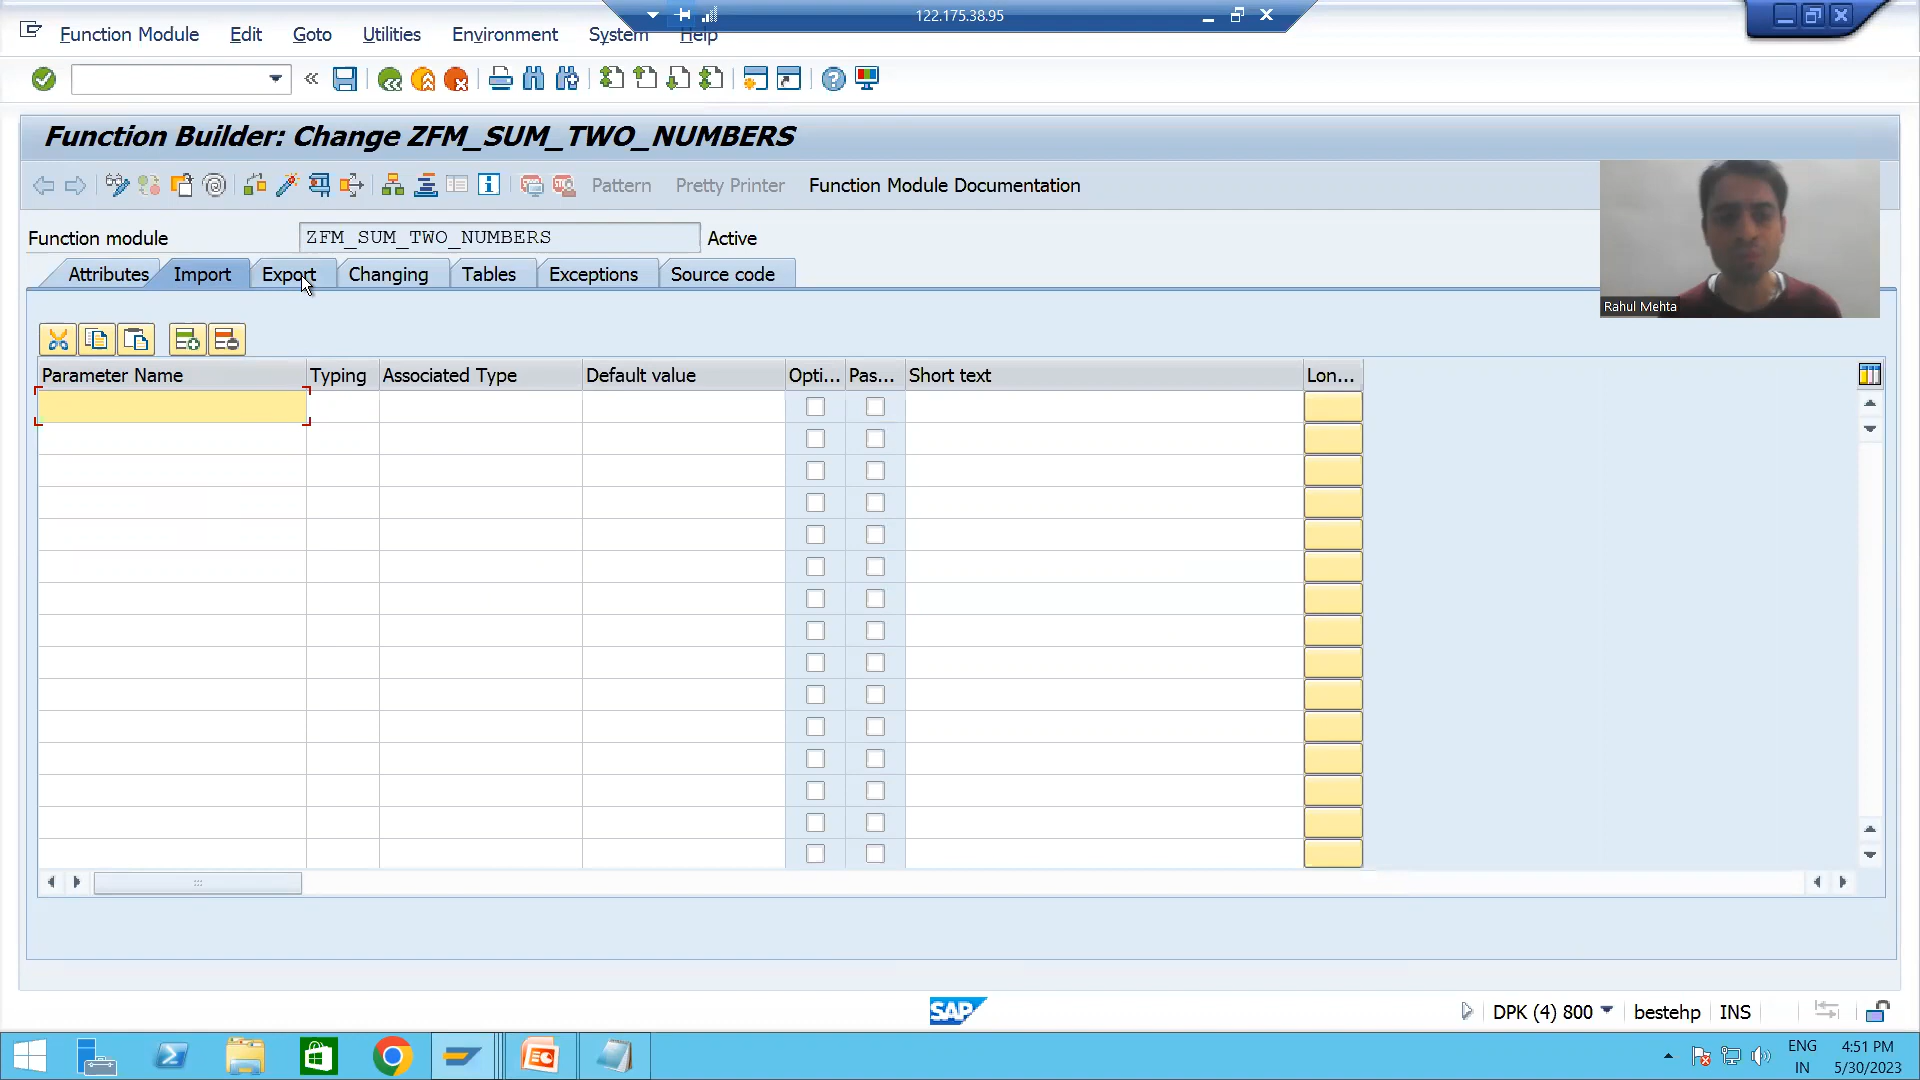 122.175.38.95
Function Module Edit Goto Utilities Environment System Help
Function Builder: Change ZFM_SUM_TWO_NUMBERS
Pattern Pretty Printer Function Module Documentation
Function module ZFM_SUM_TWO_NUMBERS Active
Attributes Import Export Changing Tables Exceptions Source code
Rahul Mehta
Parameter Name Typing Associated Type Default value Opti... Pas... Short text Lon...
SAP
DPK (4) 800 bestehp INS
ENG 4:51 PM
IN 5/30/2023